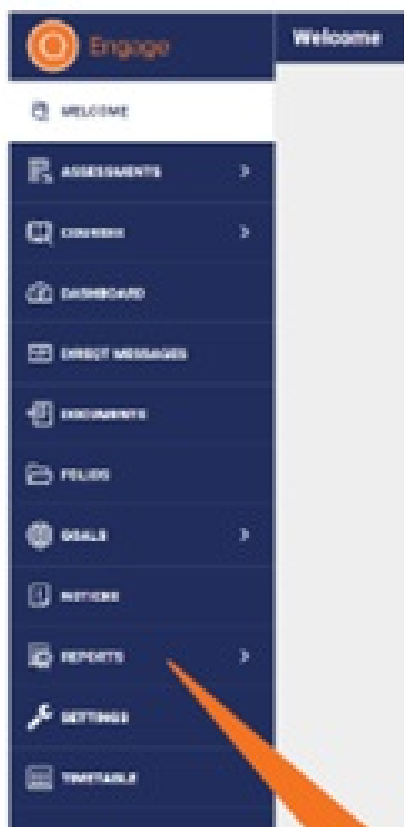 Engage
Welcome
WELCOME
ASSESSMENTS
COURSES
DASHBOARD
DIRECT MESSAGES
DOCUMENTS
FOLIOS
GOALS
NOTICES
REPORTS
SETTINGS
TIMETABLE